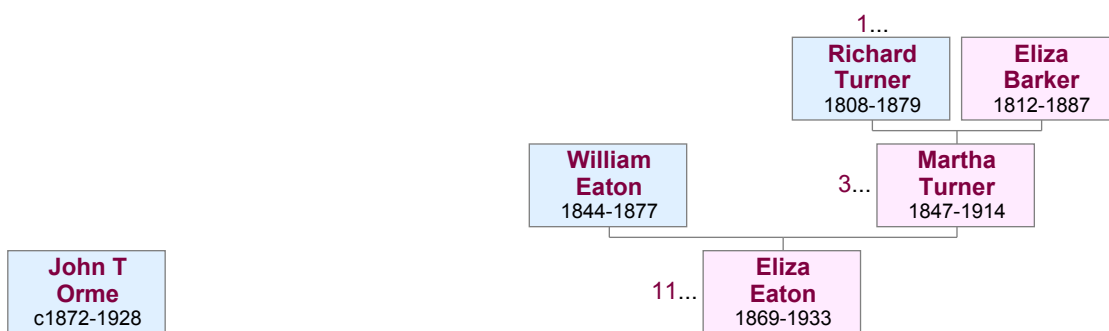 1...
Richard
Turner
1808-1879
Eliza
Barker
1812-1887
William
Eaton
1844-1877
3...
Martha
Turner
1847-1914
John T
Orme
c1872-1928
11...
Eliza
Eaton
1869-1933